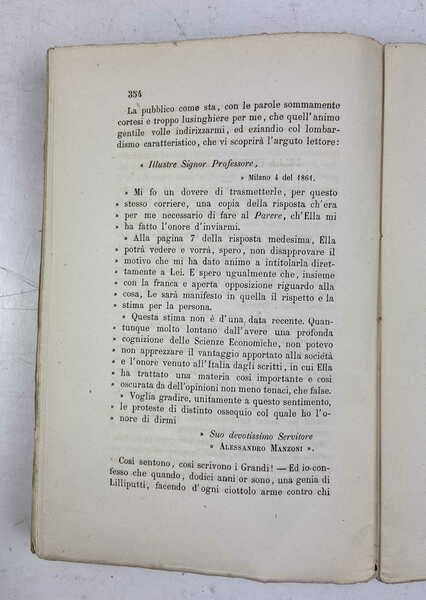 354
La pubblico come sta, con le parole sommamente
cortesi e troppo lusinghiere per me, che quell'animo
gentile volle indirizzarmi, ed eziandio col lombar-
dismo caratteristico, che vi scoprirà l'arguto lettore:
» Illustre Signor Professore,
» Milano 4 del 1861.
» Mi fo un dovere di trasmetterle, per questo
» stesso corriere, una copia della risposta ch'era
» per me necessario di fare al Parere, ch'Ella mi
» ha fatto l'onore d'inviarmi.
» Alla pagina 7 della risposta medesima, Ella
» potrà vedere e vorrà, spero, non disapprovare il
» motivo che mi ha dato animo a intitolarla diret-
» tamente a Lei. E spero ugualmente che, insieme
» con la franca e aperta opposizione riguardo alla
» cosa, Le sarà manifesto in quella il rispetto e la
» stima per la persona.
» Questa stima non è d'una data recente. Quan-
» tunque molto lontano dall'avere una profonda
» cognizione delle Scienze Economiche, non potevo
» non apprezzare il vantaggio apportato alla società
» e l'onore venuto all'Italia dagli scritti, in cui Ella
» ha trattato una materia così importante e così
» oscurata da dell'opinioni non meno tenaci, che false.
» Voglia gradire, unitamente a questo sentimento,
» le proteste di distinto ossequio col quale ho l'o-
» nore di dirmi
» Suo devotissimo Servitore
» ALESSANDRO MANZONI ».
Così sentono, così scrivono i Grandi! — Ed io con-
fesso che quando, dodici anni or sono, una genia di
Lilliputti, facendo d'ogni ciottolo arme contro chi